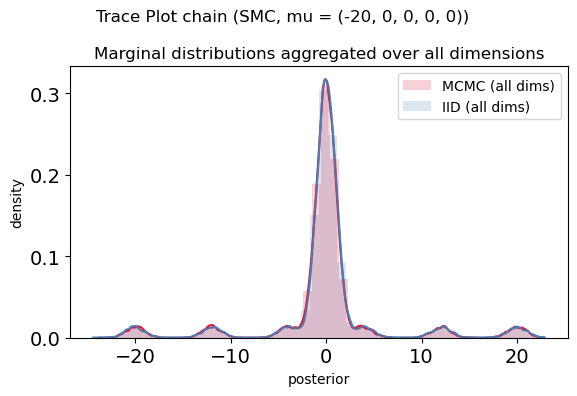 Trace Plot chain (SMC, mu = (-20, 0, 0, 0, 0))
Marginal distributions aggregated over all dimensions
MCMC (all dims)
IID (all dims)
density
0.3
0.2
0.1
0.0
−20
−10
0
10
20
posterior